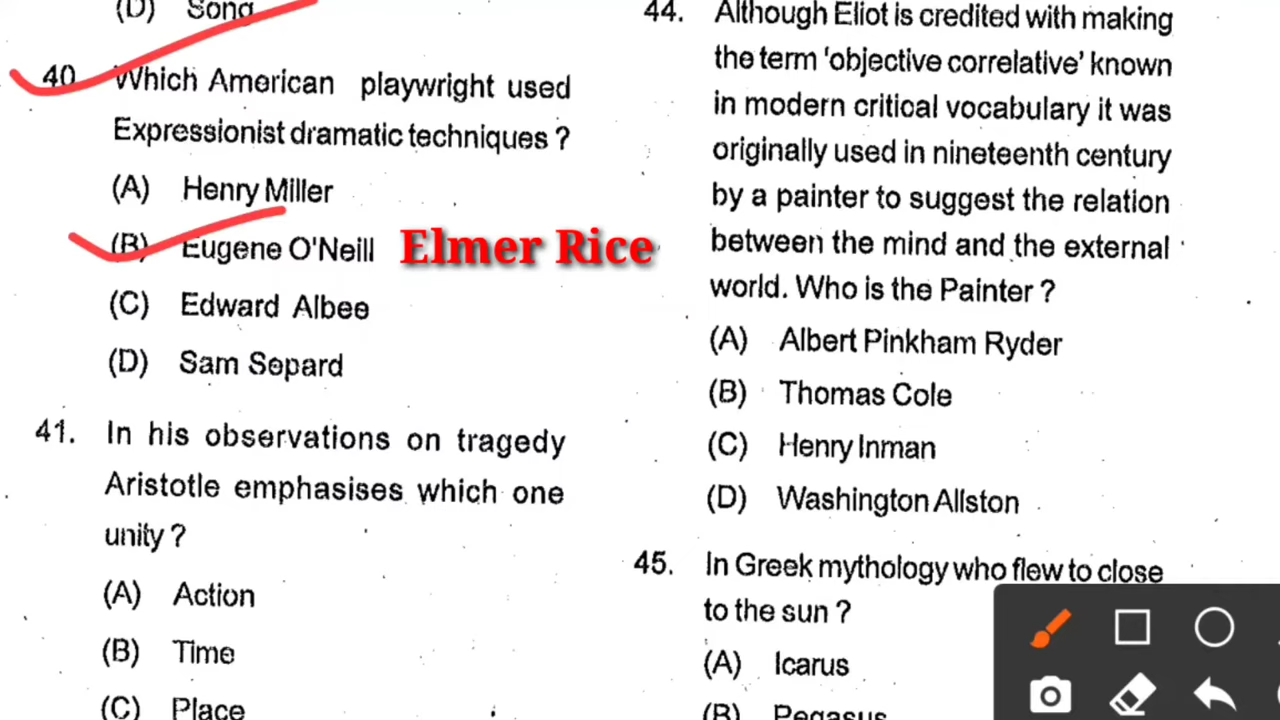 (D) Song
40 Which American playwright used
Expressionist dramatic techniques ?
(A) Henry Miller
(B) Eugene O'Neill Elmer Rice
(C) Edward Albee
(D) Sam Separd
41. In his observations on tragedy
Aristotle emphasises which one
unity ?
(A) Action
(B) Time
(C) Place
44. Although Eliot is credited with making
the term 'objective correlative' known
in modern critical vocabulary it was
originally used in nineteenth century
by a painter to suggest the relation
between the mind and the external
world. Who is the Painter ?
(A) Albert Pinkham Ryder
(B) Thomas Cole
(C) Henry Inman
(D) Washington Allston
45. In Greek mythology who flew to close
to the sun ?
(A) Icarus
(B) Pegasus